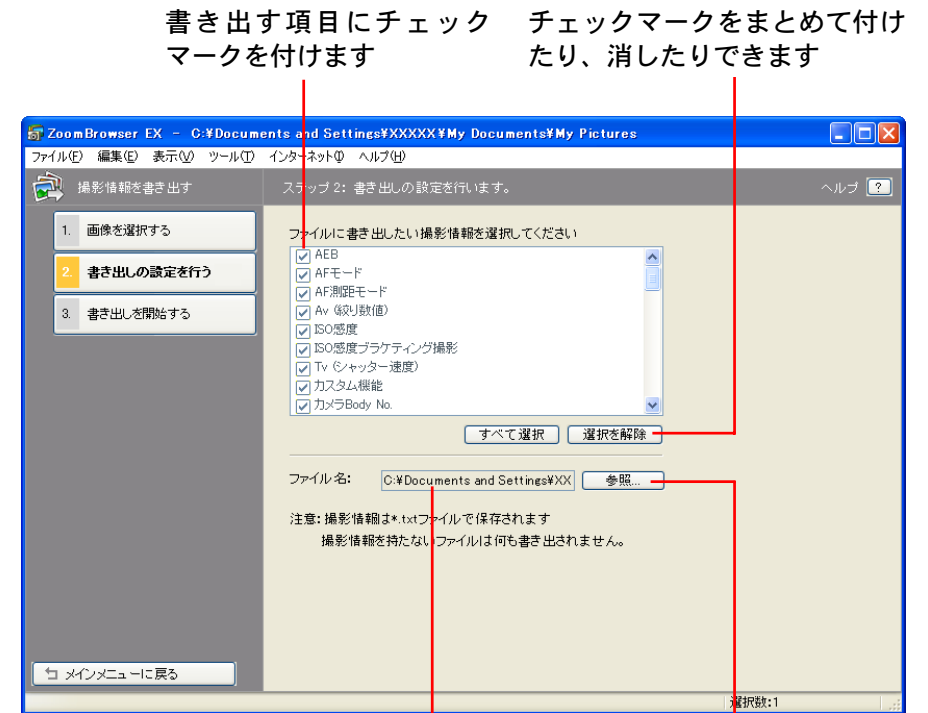 書き出す項目にチェック
マークを付けます
チェックマークをまとめて付け
たり、消したりできます
ZoomBrowser EX - C:¥Documents and Settings¥XXXXX¥My Documents¥My Pictures
ファイル(F) 編集(E) 表示(V) ツール(T) インターネット(I) ヘルプ(H)
撮影情報を書き出す
ステップ 2: 書き出しの設定を行います。
ヘルプ ?
1. 画像を選択する
2. 書き出しの設定を行う
3. 書き出しを開始する
ファイルに書き出したい撮影情報を選択してください
AEB
AFモード
AF測距モード
Av (絞り数値)
ISO感度
ISO感度ブラケティング撮影
Tv (シャッター速度)
カスタム機能
カメラBody No.
すべて選択 選択を解除
ファイル名: C:¥Documents and Settings¥XX 参照...
注意: 撮影情報は*.txtファイルで保存されます
撮影情報を持たないファイルは何も書き出されません。
メインメニューに戻る
選択数:1